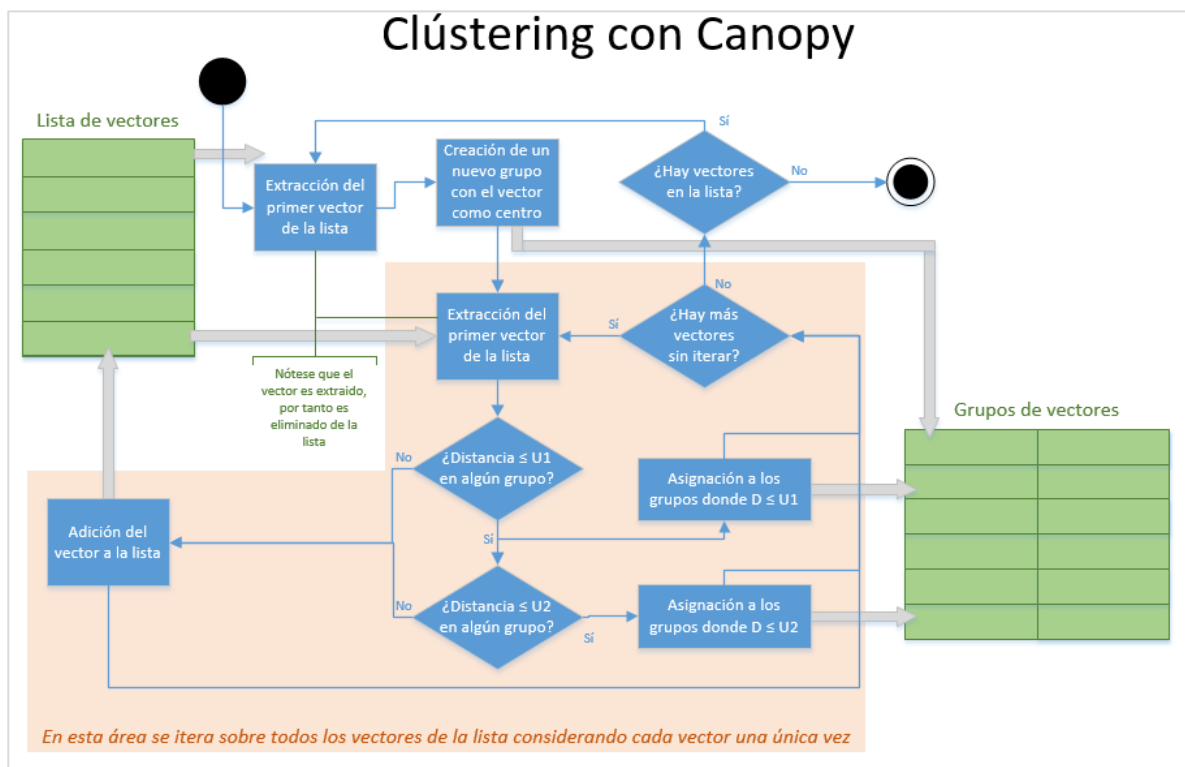 Clústering con Canopy
Lista de vectores
Sí
Extracción del
primer vector
de la lista
Creación de un
nuevo grupo
con el vector
como centro
¿Hay vectores
en la lista?
No
No
Extracción del
primer vector
de la lista
Sí
¿Hay más
vectores
sin iterar?
Nótese que el
vector es extraido,
por tanto es
eliminado de la
lista
Grupos de vectores
No
¿Distancia ≤ U1
en algún grupo?
Asignación a los
grupos donde D ≤ U1
Adición del
vector a la lista
Sí
No
¿Distancia ≤ U2
en algún grupo?
Sí
Asignación a los
grupos donde D ≤ U2
En esta área se itera sobre todos los vectores de la lista considerando cada vector una única vez